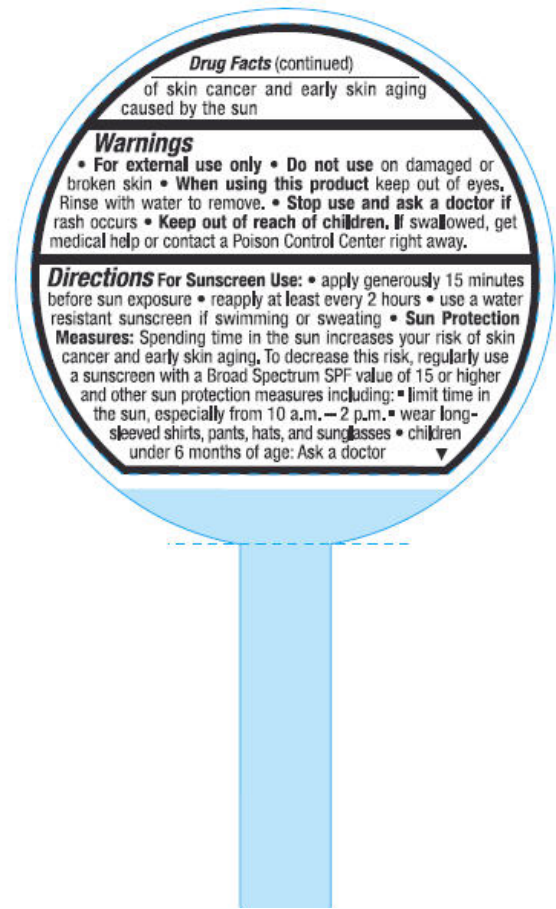 Drug Facts (continued)
of skin cancer and early skin aging
caused by the sun
Warnings
• For external use only • Do not use on damaged or
broken skin • When using this product keep out of eyes.
Rinse with water to remove. • Stop use and ask a doctor if
rash occurs • Keep out of reach of children. If swallowed, get
medical help or contact a Poison Control Center right away.
Directions For Sunscreen Use: • apply generously 15 minutes
before sun exposure • reapply at least every 2 hours • use a water
resistant sunscreen if swimming or sweating • Sun Protection
Measures: Spending time in the sun increases your risk of skin
cancer and early skin aging. To decrease this risk, regularly use
a sunscreen with a Broad Spectrum SPF value of 15 or higher
and other sun protection measures including: ▪ limit time in
the sun, especially from 10 a.m. – 2 p.m. ▪ wear long-
sleeved shirts, pants, hats, and sunglasses • children
under 6 months of age: Ask a doctor ▼